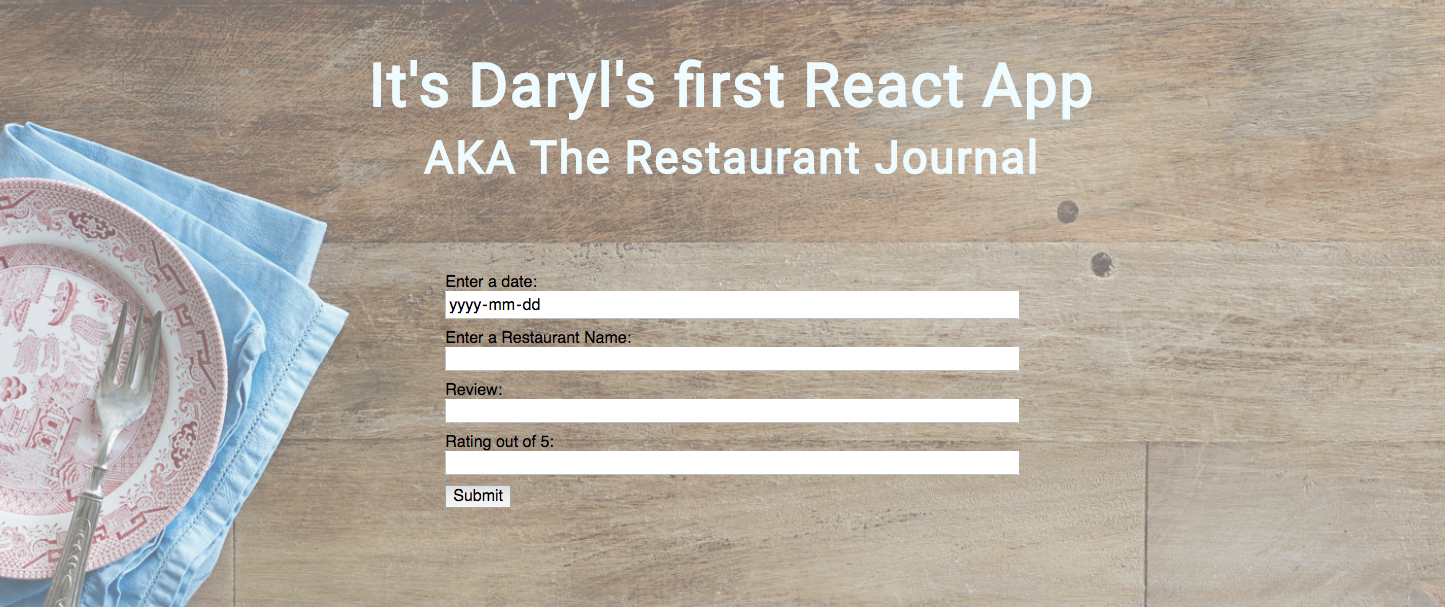 It's Daryl's first React App
AKA The Restaurant Journal
Enter a date:
yyyy-mm-dd
Enter a Restaurant Name:
Review:
Rating out of 5:
Submit